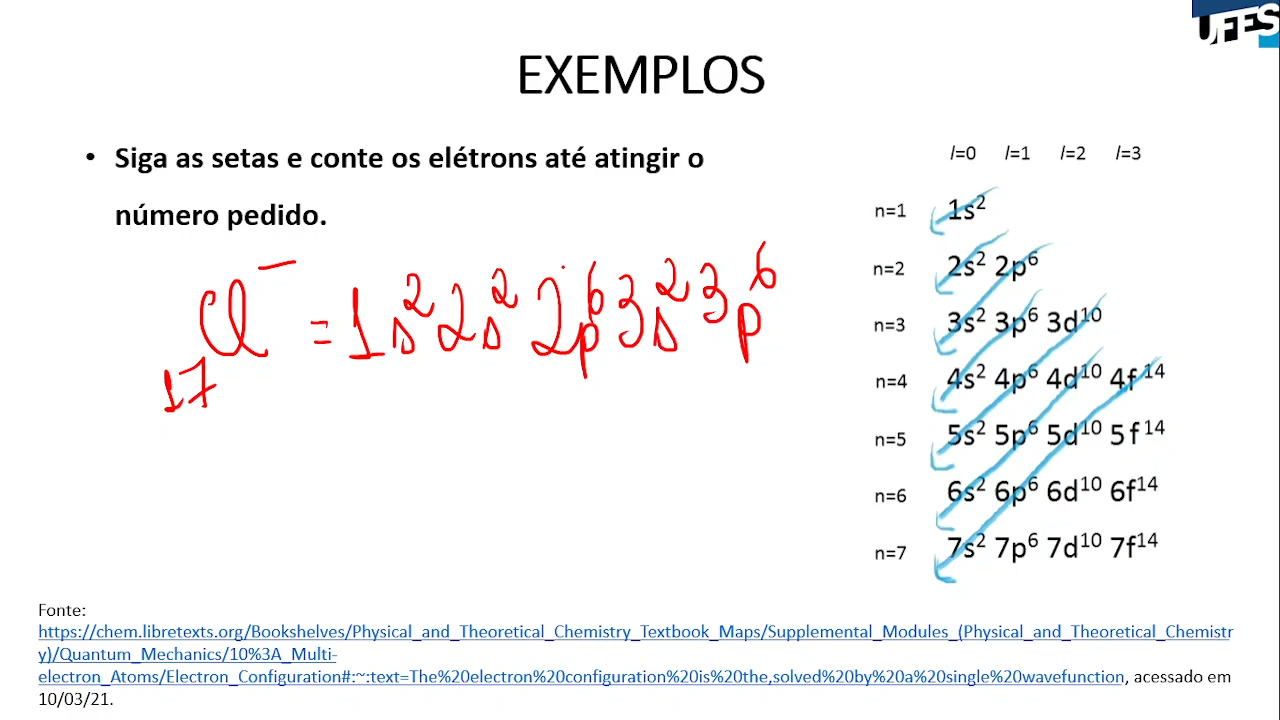 UFES
EXEMPLOS
• Siga as setas e conte os elétrons até atingir o
número pedido.
₁₇Cl⁻ = 1s² 2s² 2p⁶ 3s² 3p⁶
l=0 l=1 l=2 l=3
n=1 1s²
n=2 2s² 2p⁶
n=3 3s² 3p⁶ 3d¹⁰
n=4 4s² 4p⁶ 4d¹⁰ 4f¹⁴
n=5 5s² 5p⁶ 5d¹⁰ 5f¹⁴
n=6 6s² 6p⁶ 6d¹⁰ 6f¹⁴
n=7 7s² 7p⁶ 7d¹⁰ 7f¹⁴
Fonte:
https://chem.libretexts.org/Bookshelves/Physical_and_Theoretical_Chemistry_Textbook_Maps/Supplemental_Modules_(Physical_and_Theoretical_Chemistr
y)/Quantum_Mechanics/10%3A_Multi-
electron_Atoms/Electron_Configuration#:~:text=The%20electron%20configuration%20is%20the,solved%20by%20a%20single%20wavefunction, acessado em
10/03/21.